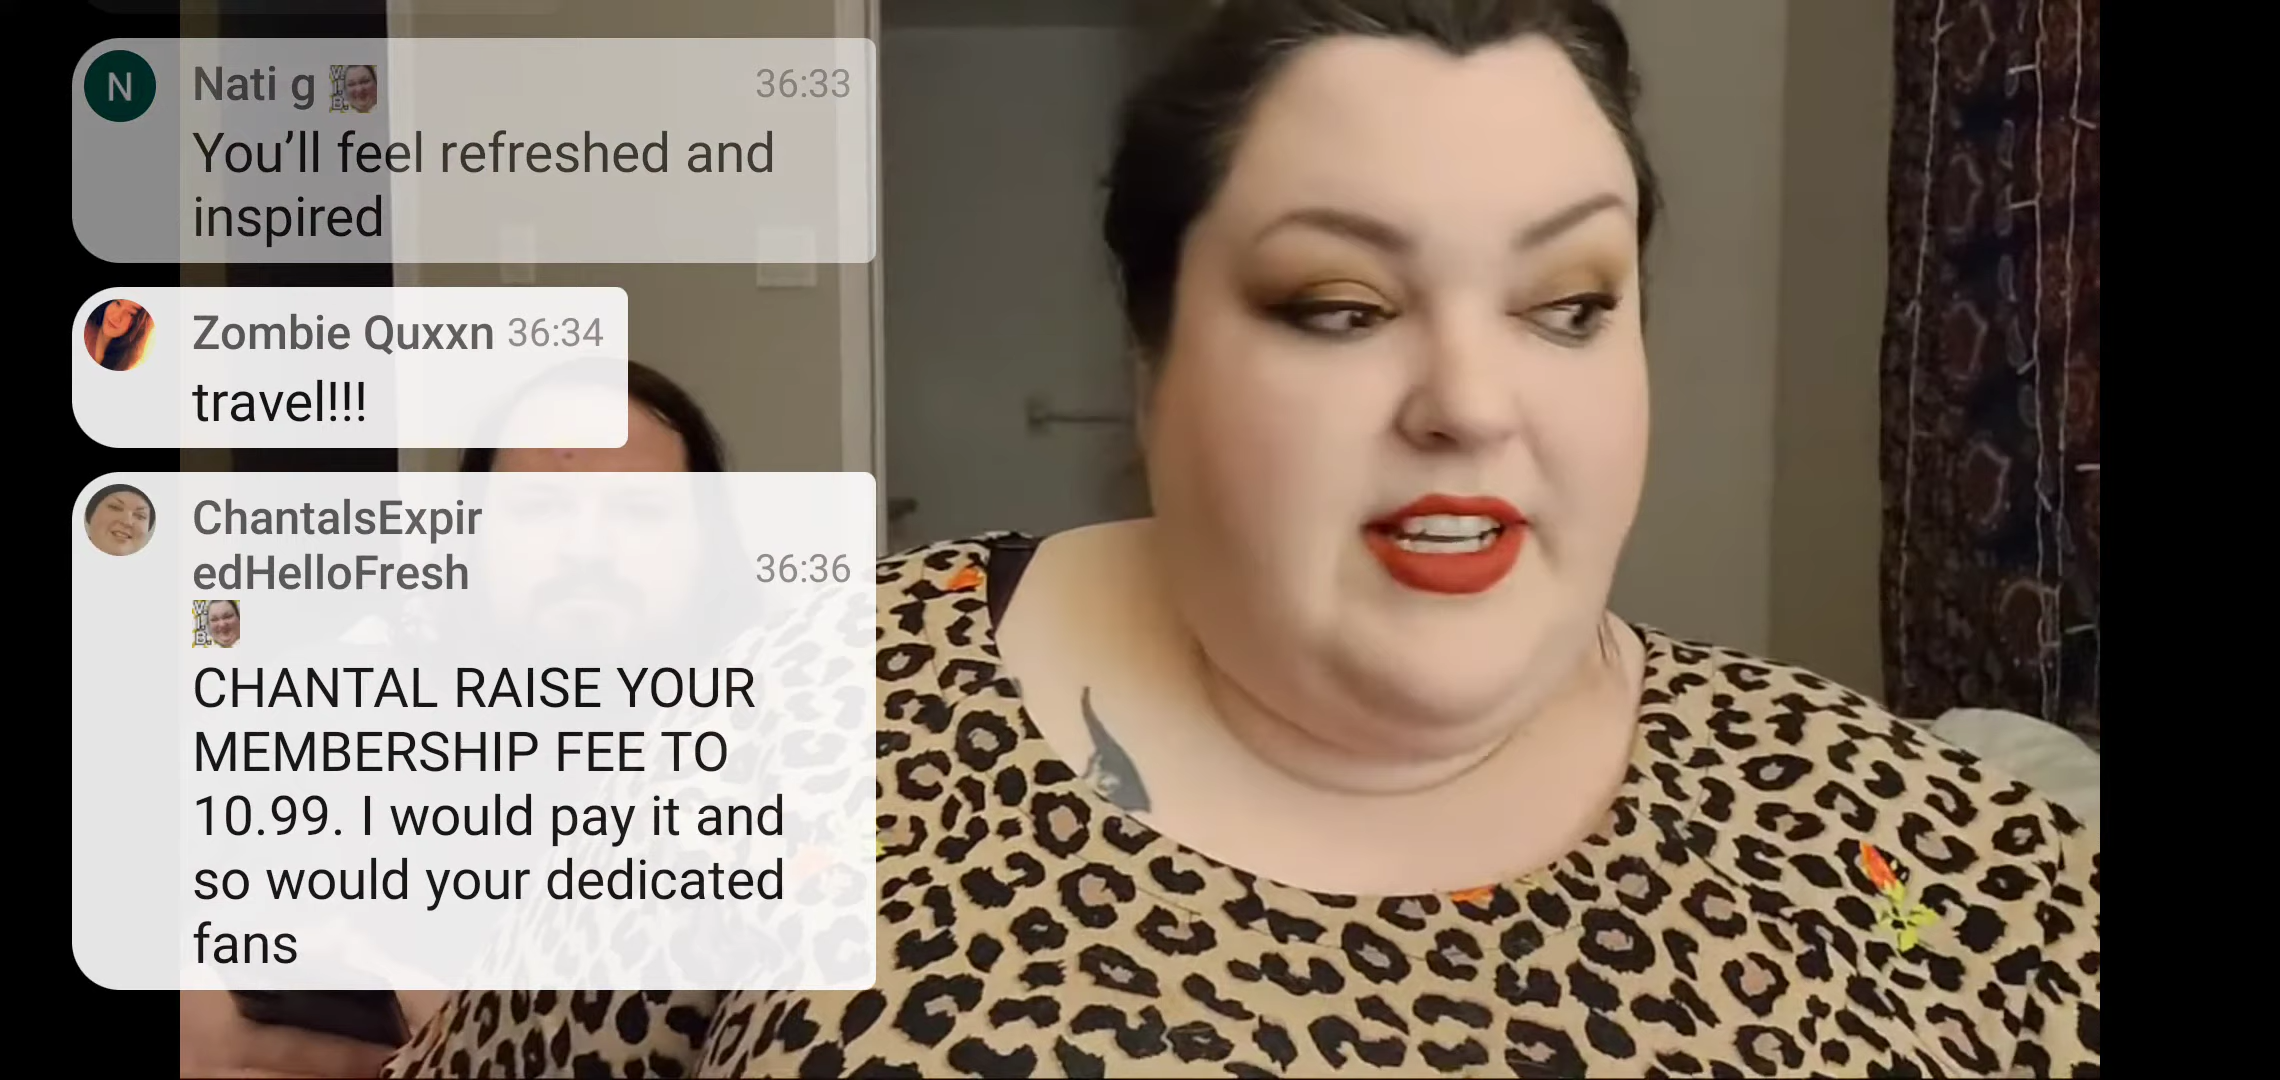 N
Nati g
36:33
You’ll feel refreshed and
inspired
Zombie Quxxn 36:34
travel!!!
ChantalsExpir
edHelloFresh
36:36
CHANTAL RAISE YOUR
MEMBERSHIP FEE TO
10.99. I would pay it and
so would your dedicated
fans